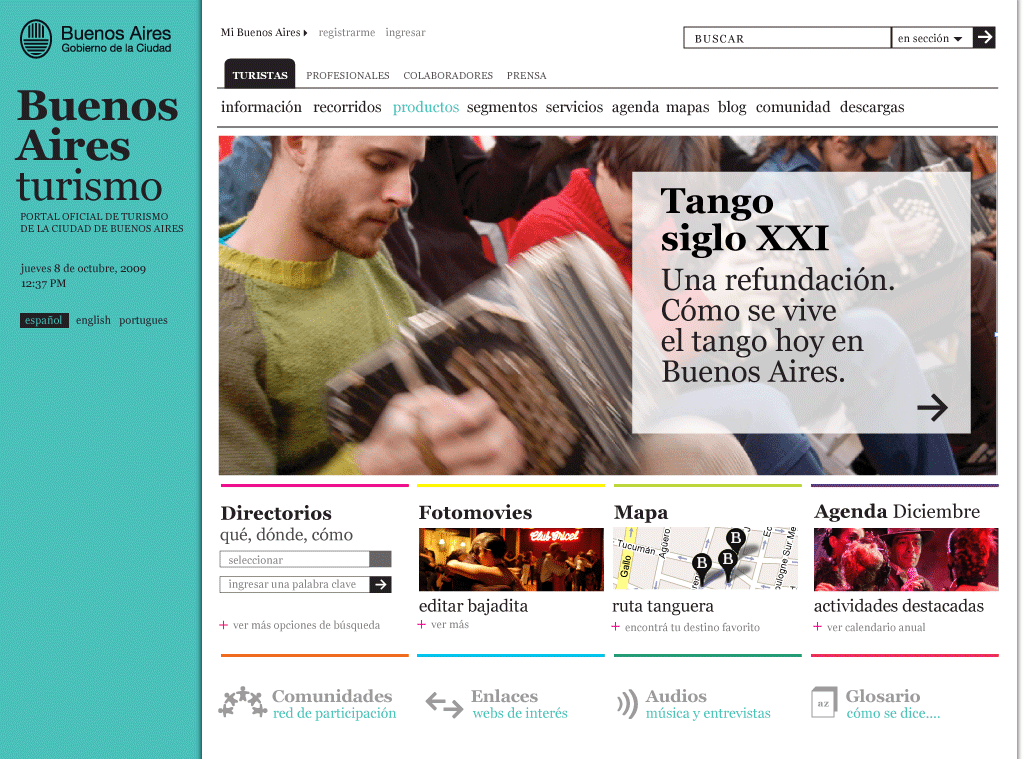 Buenos Aires
Gobierno de la Ciudad
Buenos
Aires
turismo
PORTAL OFICIAL DE TURISMO
DE LA CIUDAD DE BUENOS AIRES
jueves 8 de octubre, 2009
12:37 PM
español english portugues
Mi Buenos Aires registrarme ingresar
BUSCAR en sección
TURISTAS PROFESIONALES COLABORADORES PRENSA
información recorridos productos segmentos servicios agenda mapas blog comunidad descargas
Tango
siglo XXI
Una refundación.
Cómo se vive
el tango hoy en
Buenos Aires.
Directorios
qué, dónde, cómo
seleccionar
ingresar una palabra clave
+ ver más opciones de búsqueda
Fotomovies
editar bajadita
+ ver más
Mapa
Tucumán
Gallo
Agüero
B
B
B
ruta tanguera
+ encontrá tu destino favorito
Agenda Diciembre
actividades destacadas
+ ver calendario anual
Comunidades
red de participación
Enlaces
webs de interés
Audios
música y entrevistas
az
Glosario
cómo se dice....